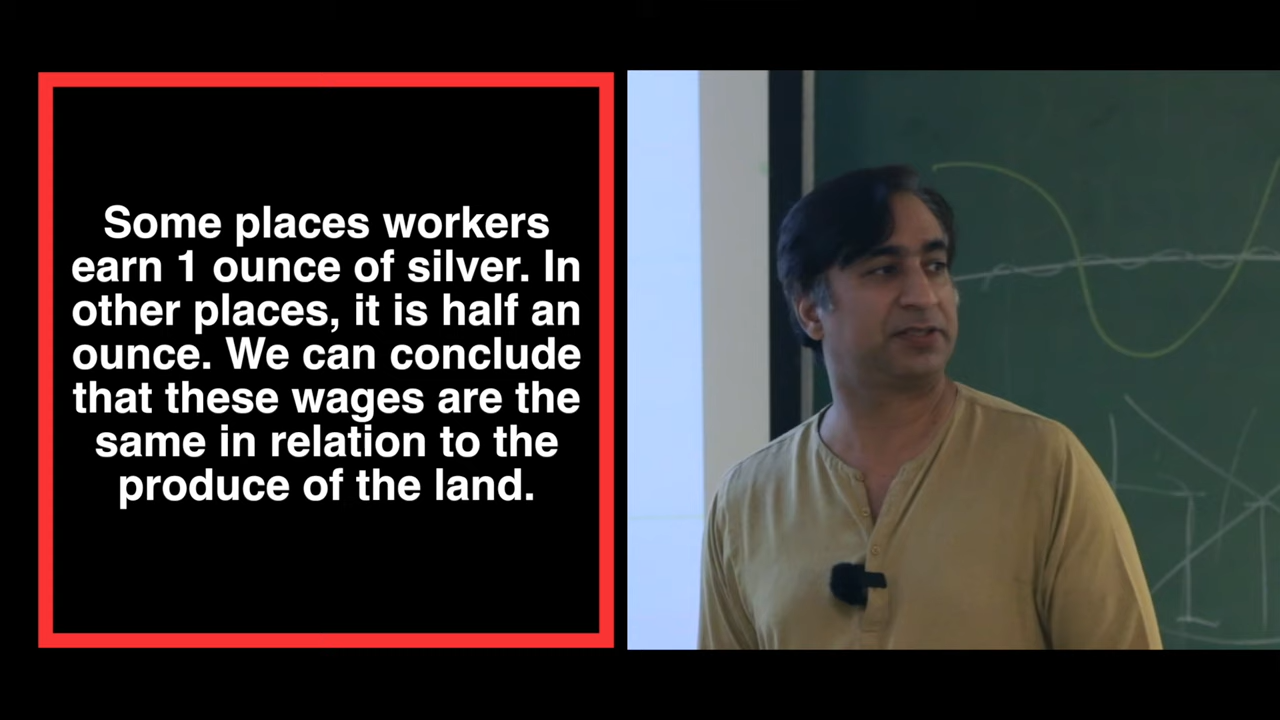 Some places workers
earn 1 ounce of silver. In
other places, it is half an
ounce. We can conclude
that these wages are the
same in relation to the
produce of the land.